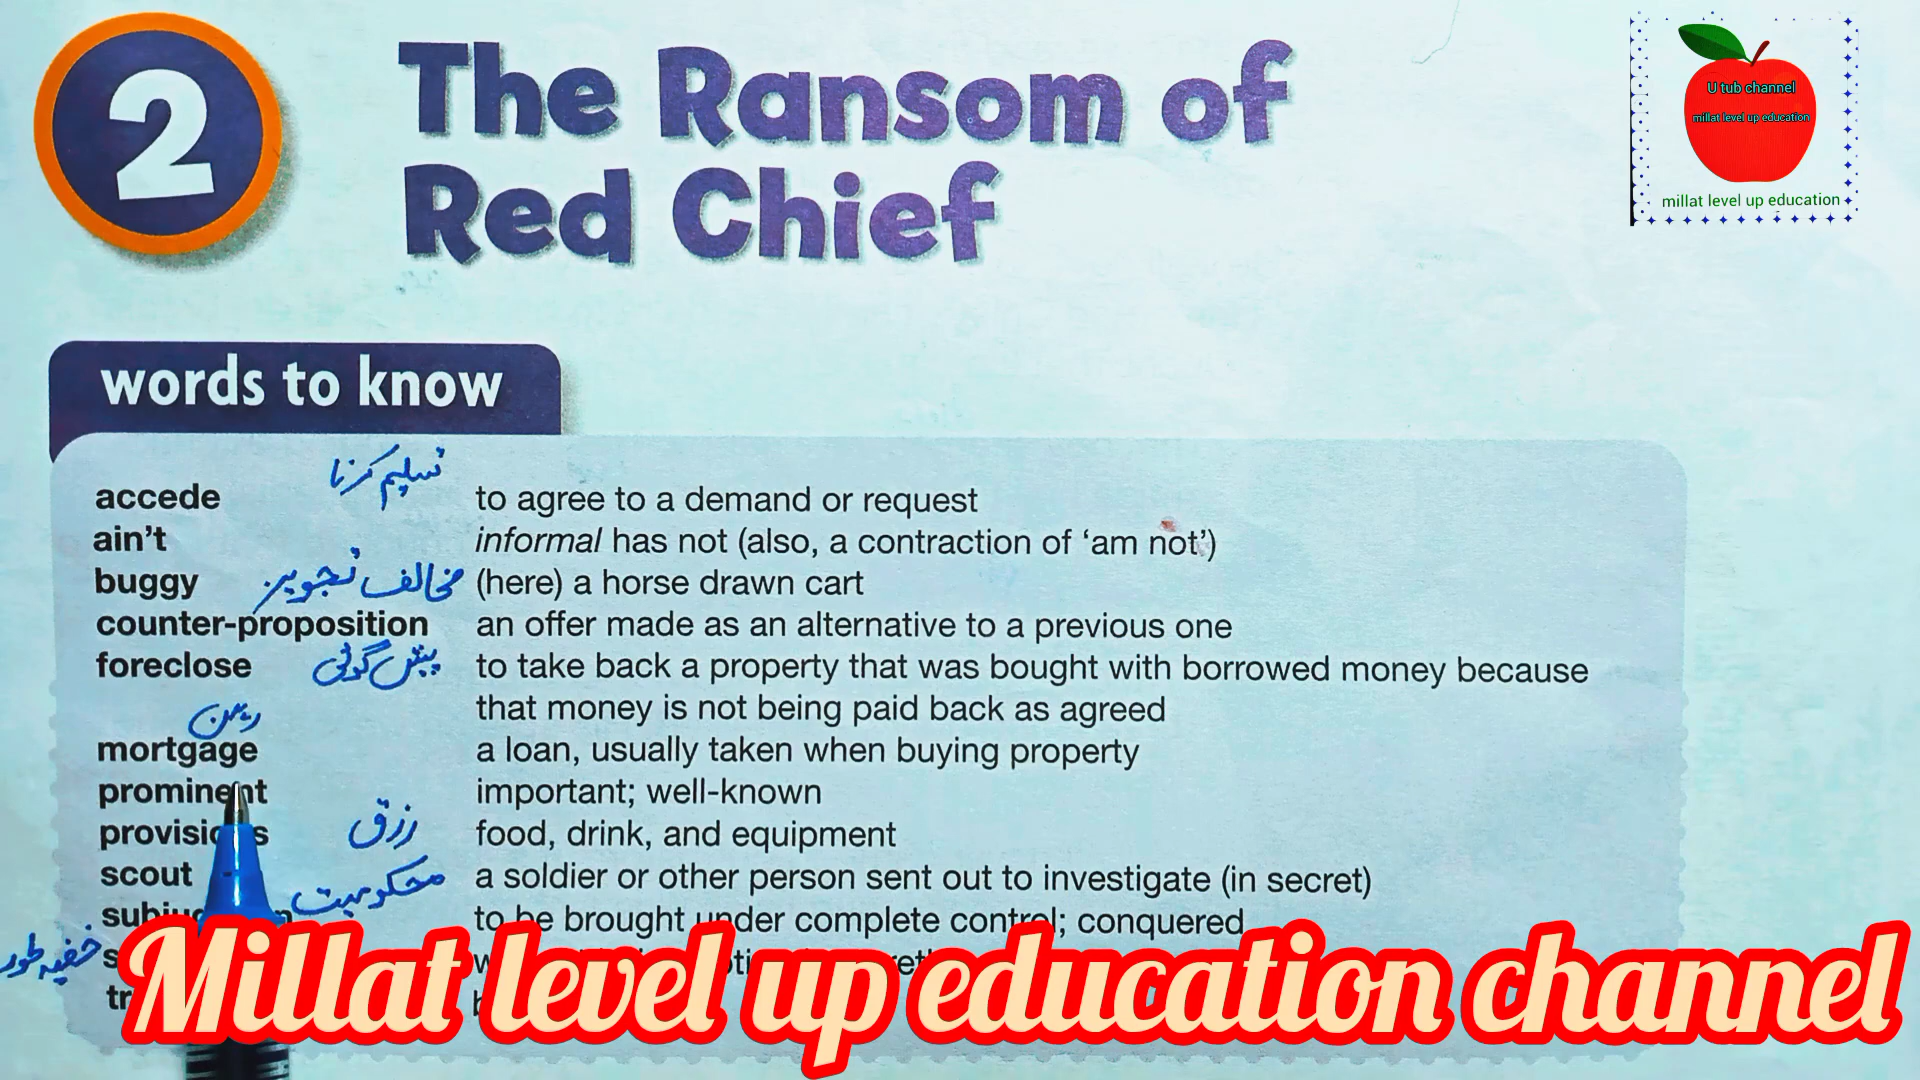 2
The Ransom of
Red Chief
U tub channel
millat level up education
millat level up education
words to know
تسلیم کرنا
accede to agree to a demand or request
ain't informal has not (also, a contraction of 'am not')
buggy مخالف تجویز (here) a horse drawn cart
counter-proposition an offer made as an alternative to a previous one
foreclose پیش گوئی to take back a property that was bought with borrowed money because
that money is not being paid back as agreed
رہن
mortgage a loan, usually taken when buying property
prominent important; well-known
provisions رزق food, drink, and equipment
scout a soldier or other person sent out to investigate (in secret)
محکومیت
to be brought under complete control; conquered
خفیہ طور
Millat level up education channel